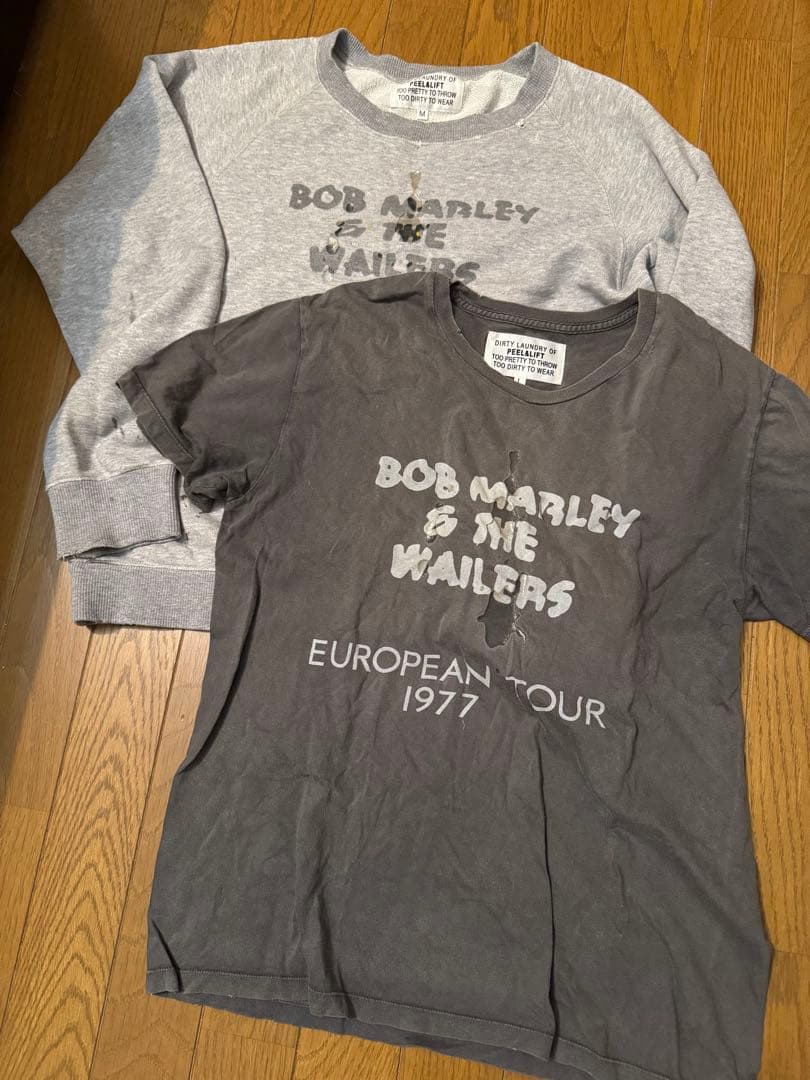 LAUNDRY OF
PEEL&LIFT
TOO PRETTY TO THROW
TOO DIRTY TO WEAR
M
BOB MARLEY
& THE
WAILERS
DIRTY LAUNDRY OF
PEEL&LIFT
TOO PRETTY TO THROW
TOO DIRTY TO WEAR
BOB MARLEY
& THE
WAILERS
EUROPEAN TOUR
1977